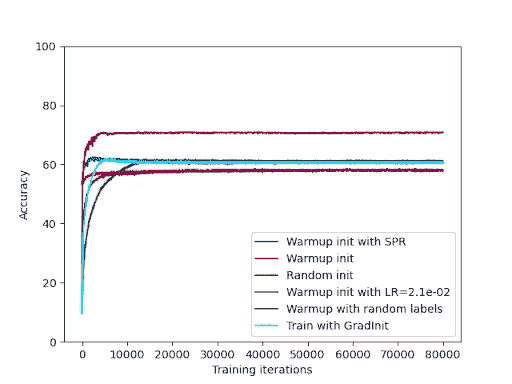 100
80
60
40
20
0
Accuracy
Warmup init with SPR
Warmup init
Random init
Warmup init with LR=2.1e-02
Warmup with random labels
Train with GradInit
0 10000 20000 30000 40000 50000 60000 70000 80000
Training iterations